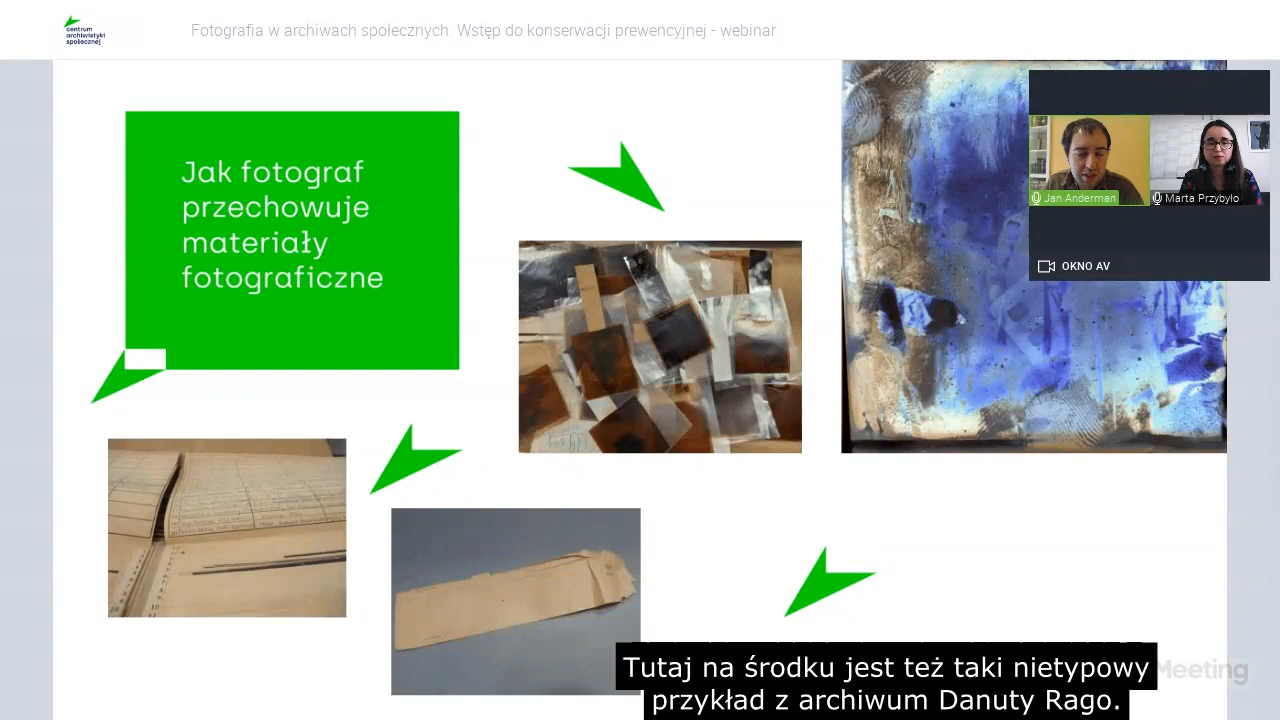 centrum
archiwistyki
społecznej
Fotografia w archiwach społecznych. Wstęp do konserwacji prewencyjnej - webinar
Jak fotograf
przechowuje
materiały
fotograficzne
Jan Anderman
Marta Przybyło
OKNO AV
Meeting
Tutaj na środku jest też taki nietypowy
przykład z archiwum Danuty Rago.